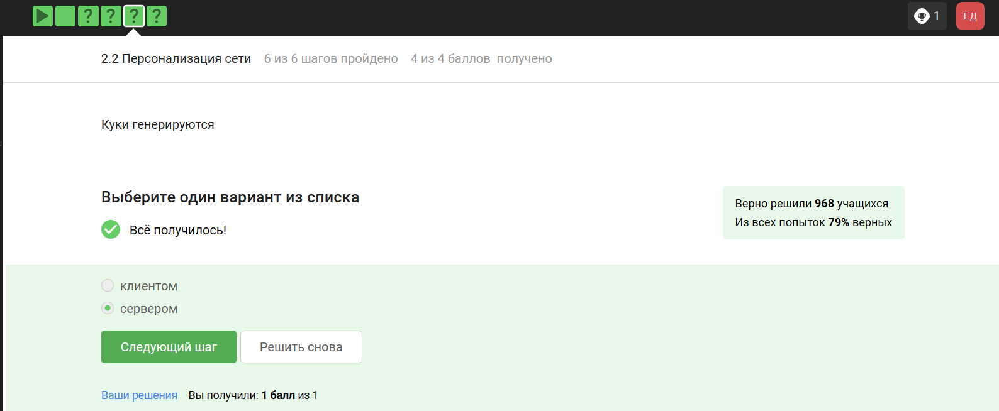 ? ? ? ?
1
ЕД
2.2 Персонализация сети 6 из 6 шагов пройдено 4 из 4 баллов получено
Куки генерируются
Выберите один вариант из списка
Всё получилось!
Верно решили 968 учащихся
Из всех попыток 79% верных
клиентом
сервером
Следующий шаг Решить снова
Ваши решения Вы получили: 1 балл из 1